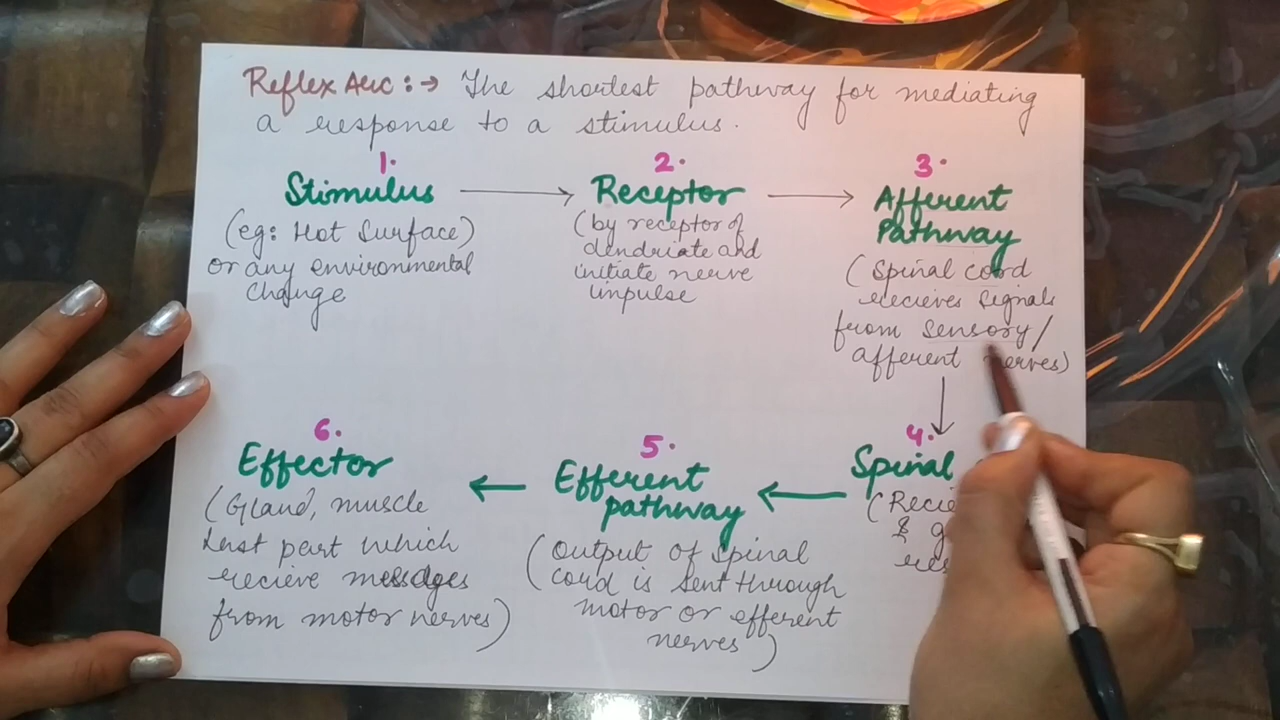 Reflex Arc :→ The shortest pathway for mediating
a response to a stimulus.
1.
Stimulus
(eg: Hot Surface)
or any environmental
change
2.
Receptor
(by receptor of
dendriate and
initiate nerve
impulse
3.
Afferent
Pathway
(Spinal cord
recieves signals
from sensory/
afferent nerves)
4.
Spinal
(Recie
& g
res
5.
Efferent
pathway
(Output of spinal
cord is sent through
motor or efferent
nerves)
6.
Effector
(Gland, muscle
Last part which
recieve messages
from motor nerves)